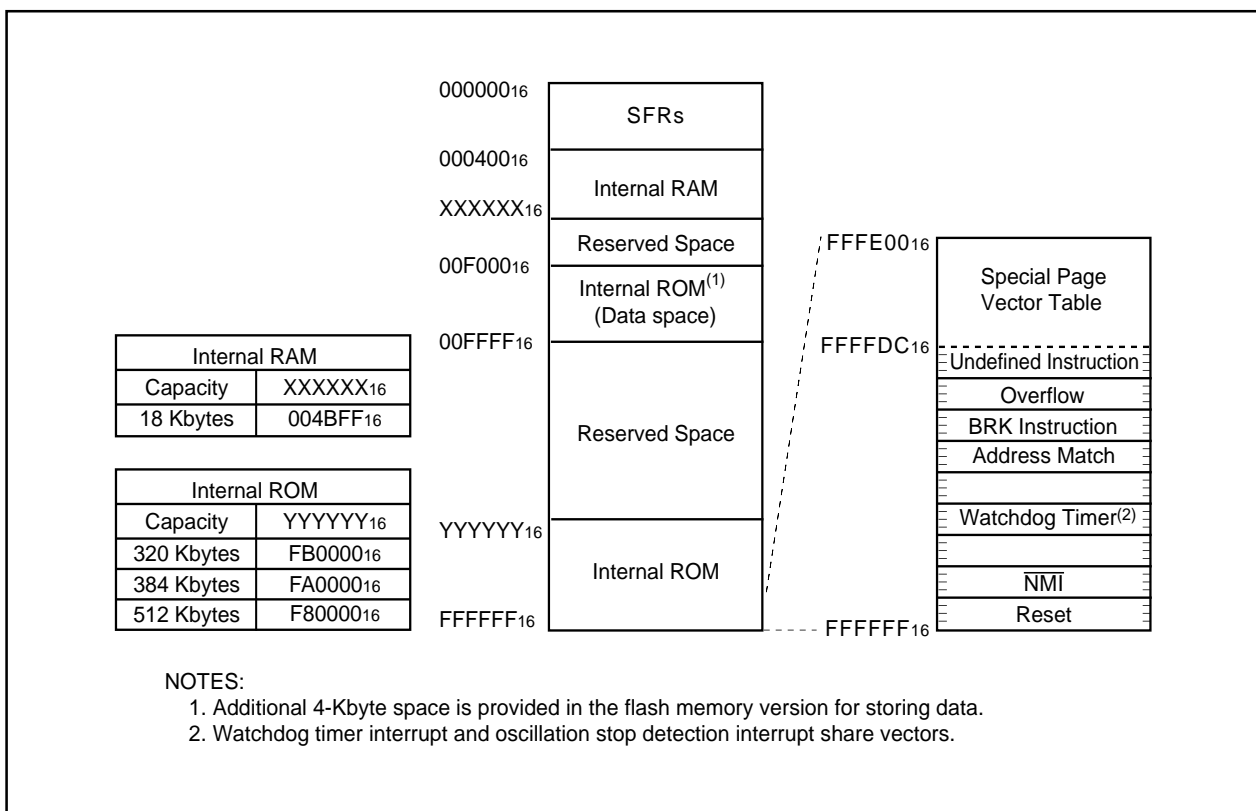 000000₁₆
SFRs
000400₁₆
Internal RAM
XXXXXX₁₆
Reserved Space
00F000₁₆
Internal ROM⁽¹⁾
(Data space)
00FFFF₁₆
Reserved Space
YYYYYY₁₆
Internal ROM
FFFFFF₁₆
Internal RAM
Capacity XXXXXX₁₆
18 Kbytes 004BFF₁₆
Internal ROM
Capacity YYYYYY₁₆
320 Kbytes FB0000₁₆
384 Kbytes FA0000₁₆
512 Kbytes F80000₁₆
FFFE00₁₆
Special Page
Vector Table
FFFFDC₁₆
Undefined Instruction
Overflow
BRK Instruction
Address Match
Watchdog Timer⁽²⁾
N̅M̅I̅
Reset
FFFFFF₁₆
NOTES:
1. Additional 4-Kbyte space is provided in the flash memory version for storing data.
2. Watchdog timer interrupt and oscillation stop detection interrupt share vectors.